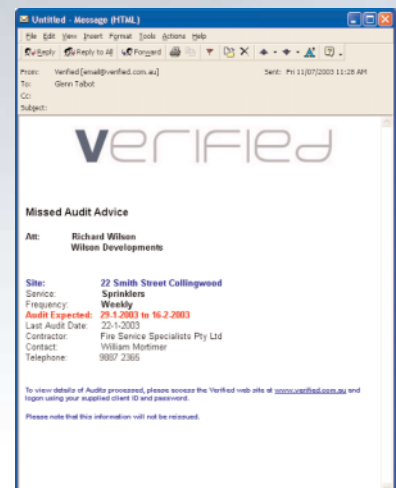 Untitled - Message (HTML)
File Edit View Insert Format Tools Actions Help
Reply Reply to All Forward
From: Verified [email@verified.com.au] Sent: Fri 11/07/2003 11:28 AM
To: Glenn Talbot
Cc:
Subject:
verified
Missed Audit Advice
Att: Richard Wilson
Wilson Developments
Site: 22 Smith Street Collingwood
Service: Sprinklers
Frequency: Weekly
Audit Expected: 29-1-2003 to 16-2-2003
Last Audit Date: 22-1-2003
Contractor: Fire Service Specialists Pty Ltd
Contact: William Mortimer
Telephone: 9887 2365
To view details of Audits processed, please access the Verified web site at www.verified.com.au and
logon using your supplied client ID and password.
Please note that this information will not be reissued.